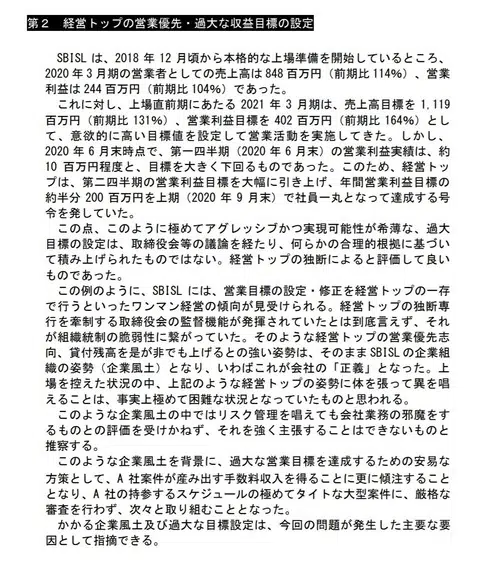 第２　経営トップの営業優先・過大な収益目標の設定
SBISL は、2018 年 12 月頃から本格的な上場準備を開始しているところ、
2020 年３月期の営業者としての売上高は 848 百万円（前期比 114%）、営業
利益は 244 百万円（前期比 104%）であった。
これに対し、上場直前期にあたる 2021 年３月期は、売上高目標を 1,119
百万円（前期比 131%）、営業利益目標を 402 百万円（前期比 164%）とし
て、意欲的に高い目標値を設定して営業活動を実施してきた。しかし、
2020 年６月末時点で、第一四半期（2020 年６月末）の営業利益実績は、約
10 百万円程度と、目標を大きく下回るものであった。このため、経営トッ
プは、第二四半期の営業利益目標を大幅に引き上げ、年間営業利益目標の
約半分 200 百万円を上期（2020 年９月末）で社員一丸となって達成する号
令を発していた。
この点、このように極めてアグレッシブかつ実現可能性が希薄な、過大
目標の設定は、取締役会等の議論を経たり、何らかの合理的根拠に基づい
て積み上げられたものではない。経営トップの独断によると評価して良い
ものであった。
この例のように、SBISL には、営業目標の設定・修正を経営トップの一存
で行うといったワンマン経営の傾向が見受けられる。経営トップの独断専
行を牽制する取締役会の監督機能が発揮されていたとは到底言えず、それ
が組織統制の脆弱性に繋がっていた。そのような経営トップの営業優先志
向、貸付残高を是が非でも上げるとの強い姿勢は、そのまま SBISL の企業組
織の姿勢（企業風土）となり、いわばこれが会社の「正義」となった。上
場を控えた状況の中、上記のような経営トップの姿勢に体を張って異を唱
えることは、事実上極めて困難な状況となっていたものと思われる。
このような企業風土の中ではリスク管理を唱えても会社業務の邪魔をす
るものとの評価を受けかねず、それを強く主張することはできないものと
推察する。
このような企業風土を背景に、過大な営業目標を達成するための安易な
方策として、A 社案件が産み出す手数料収入を得ることに更に傾注すること
となり、A 社の持参するスケジュールの極めてタイトな大型案件に、厳格な
審査を行わず、次々と取り組むこととなった。
かかる企業風土及び過大な目標設定は、今回の問題が発生した主要な要
因として指摘できる。